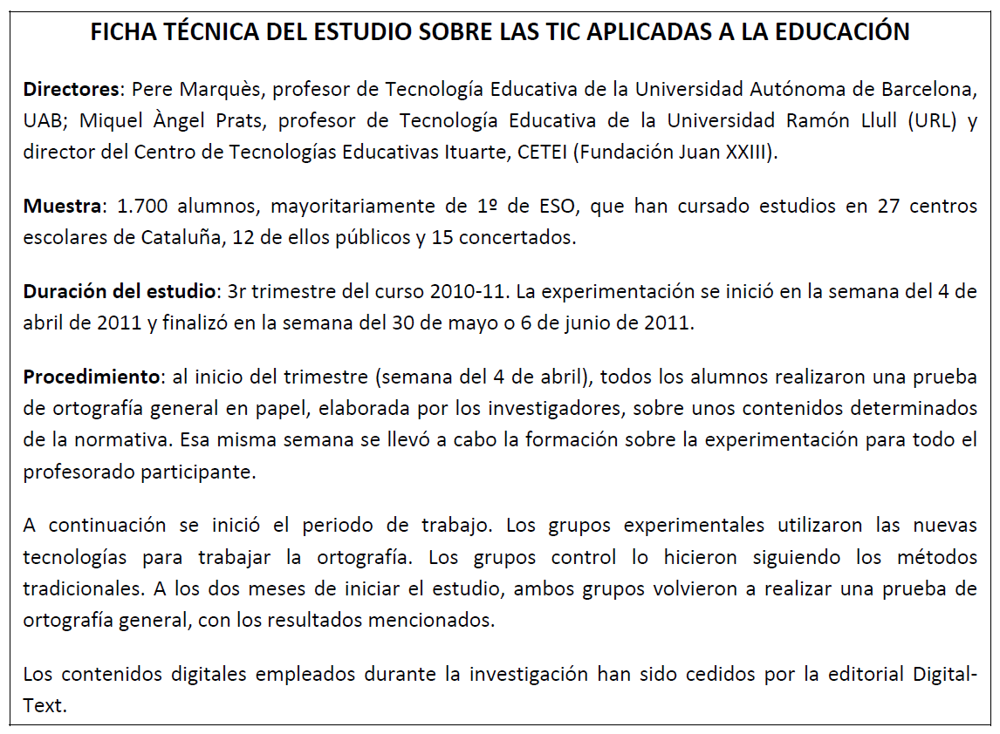 FICHA TÉCNICA DEL ESTUDIO SOBRE LAS TIC APLICADAS A LA EDUCACIÓN
Directores: Pere Marquès, profesor de Tecnología Educativa de la Universidad Autónoma de Barcelona,
UAB; Miquel Àngel Prats, profesor de Tecnología Educativa de la Universidad Ramón Llull (URL) y
director del Centro de Tecnologías Educativas Ituarte, CETEI (Fundación Juan XXIII).
Muestra: 1.700 alumnos, mayoritariamente de 1º de ESO, que han cursado estudios en 27 centros
escolares de Cataluña, 12 de ellos públicos y 15 concertados.
Duración del estudio: 3r trimestre del curso 2010-11. La experimentación se inició en la semana del 4 de
abril de 2011 y finalizó en la semana del 30 de mayo o 6 de junio de 2011.
Procedimiento: al inicio del trimestre (semana del 4 de abril), todos los alumnos realizaron una prueba
de ortografía general en papel, elaborada por los investigadores, sobre unos contenidos determinados
de la normativa. Esa misma semana se llevó a cabo la formación sobre la experimentación para todo el
profesorado participante.
A continuación se inició el periodo de trabajo. Los grupos experimentales utilizaron las nuevas
tecnologías para trabajar la ortografía. Los grupos control lo hicieron siguiendo los métodos
tradicionales. A los dos meses de iniciar el estudio, ambos grupos volvieron a realizar una prueba de
ortografía general, con los resultados mencionados.
Los contenidos digitales empleados durante la investigación han sido cedidos por la editorial Digital-
Text.